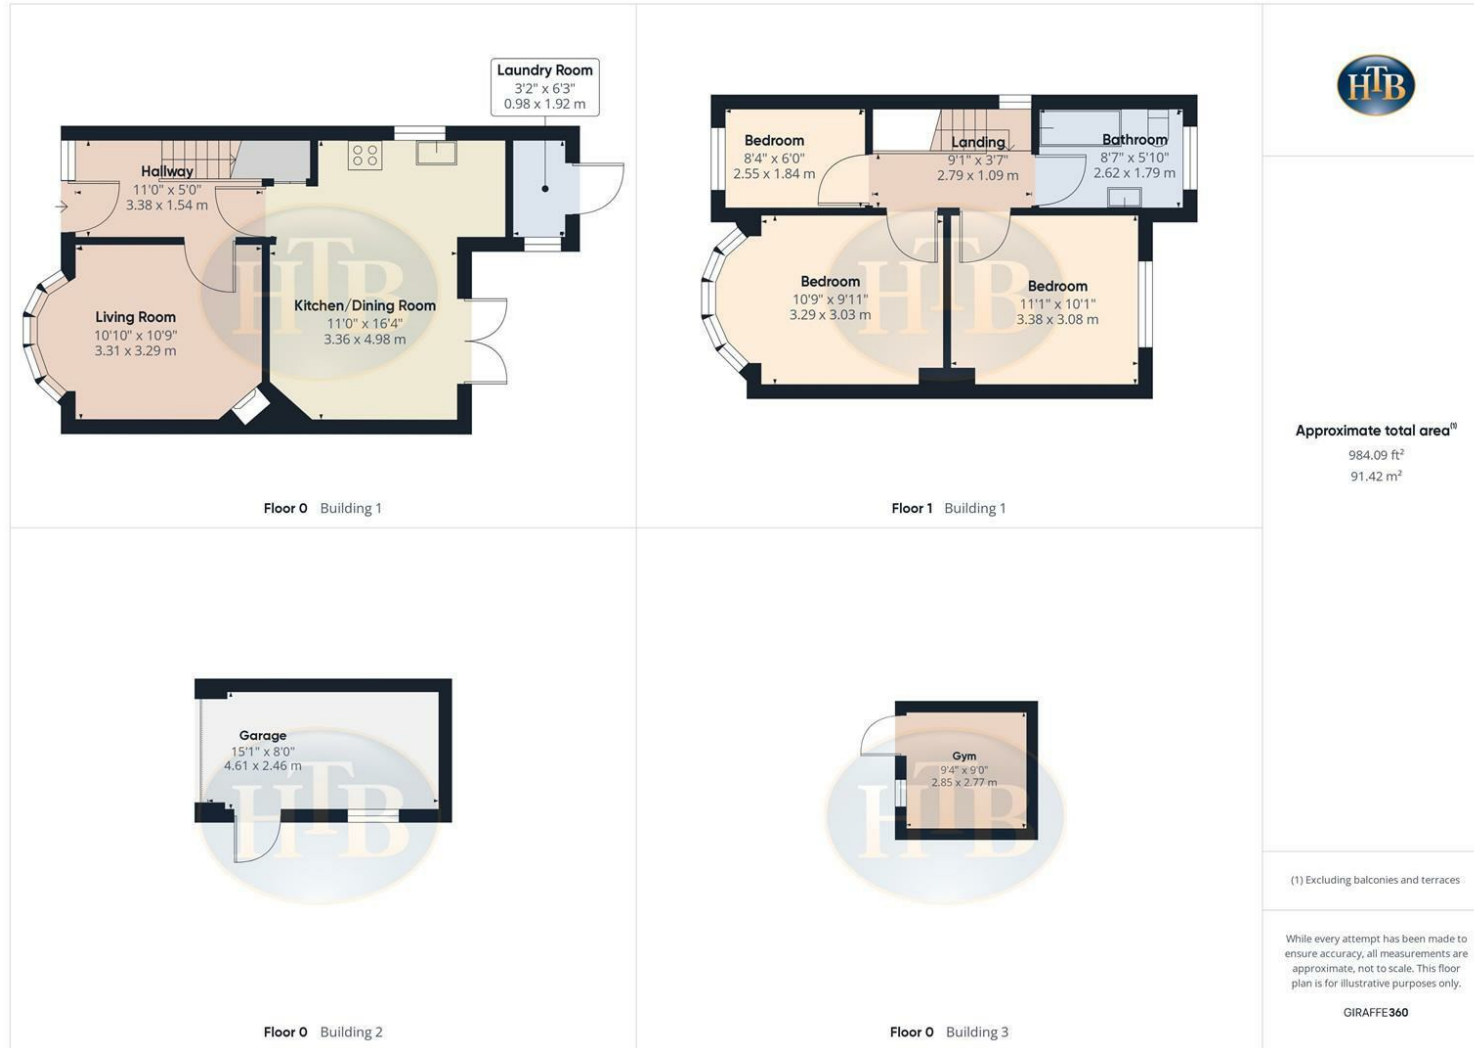 Laundry Room
3'2" x 6'3"
0.98 x 1.92 m
Hallway
11'0" x 5'0"
3.38 x 1.54 m
Living Room
10'10" x 10'9"
3.31 x 3.29 m
Kitchen/Dining Room
11'0" x 16'4"
3.36 x 4.98 m
HTB
Floor 0 Building 1
Bedroom
8'4" x 6'0"
2.55 x 1.84 m
Landing
9'1" x 3'7"
2.79 x 1.09 m
Bathroom
8'7" x 5'10"
2.62 x 1.79 m
Bedroom
10'9" x 9'11"
3.29 x 3.03 m
Bedroom
11'1" x 10'1"
3.38 x 3.08 m
HTB
Floor 1 Building 1
Garage
15'1" x 8'0"
4.61 x 2.46 m
HTB
Floor 0 Building 2
Gym
9'4" x 9'0"
2.85 x 2.77 m
HTB
Floor 0 Building 3
HTB
Approximate total area(1)
984.09 ft²
91.42 m²
(1) Excluding balconies and terraces
While every attempt has been made to
ensure accuracy, all measurements are
approximate, not to scale. This floor
plan is for illustrative purposes only.
GIRAFFE360